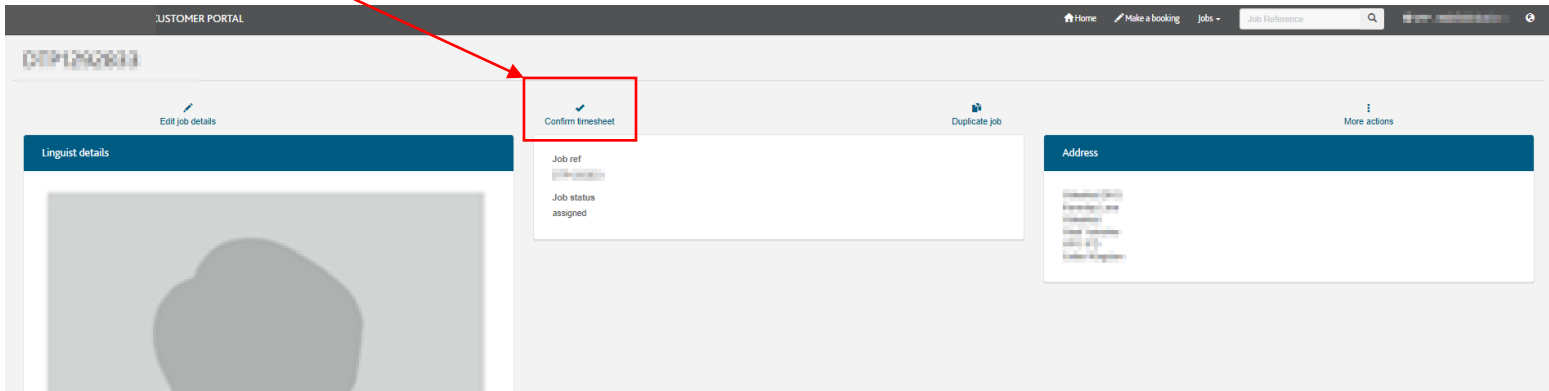 CUSTOMER PORTAL
Home Make a booking Jobs Job Reference
Edit job details
Confirm timesheet
Duplicate job
More actions
Linguist details
Job ref
Job status
assigned
Address